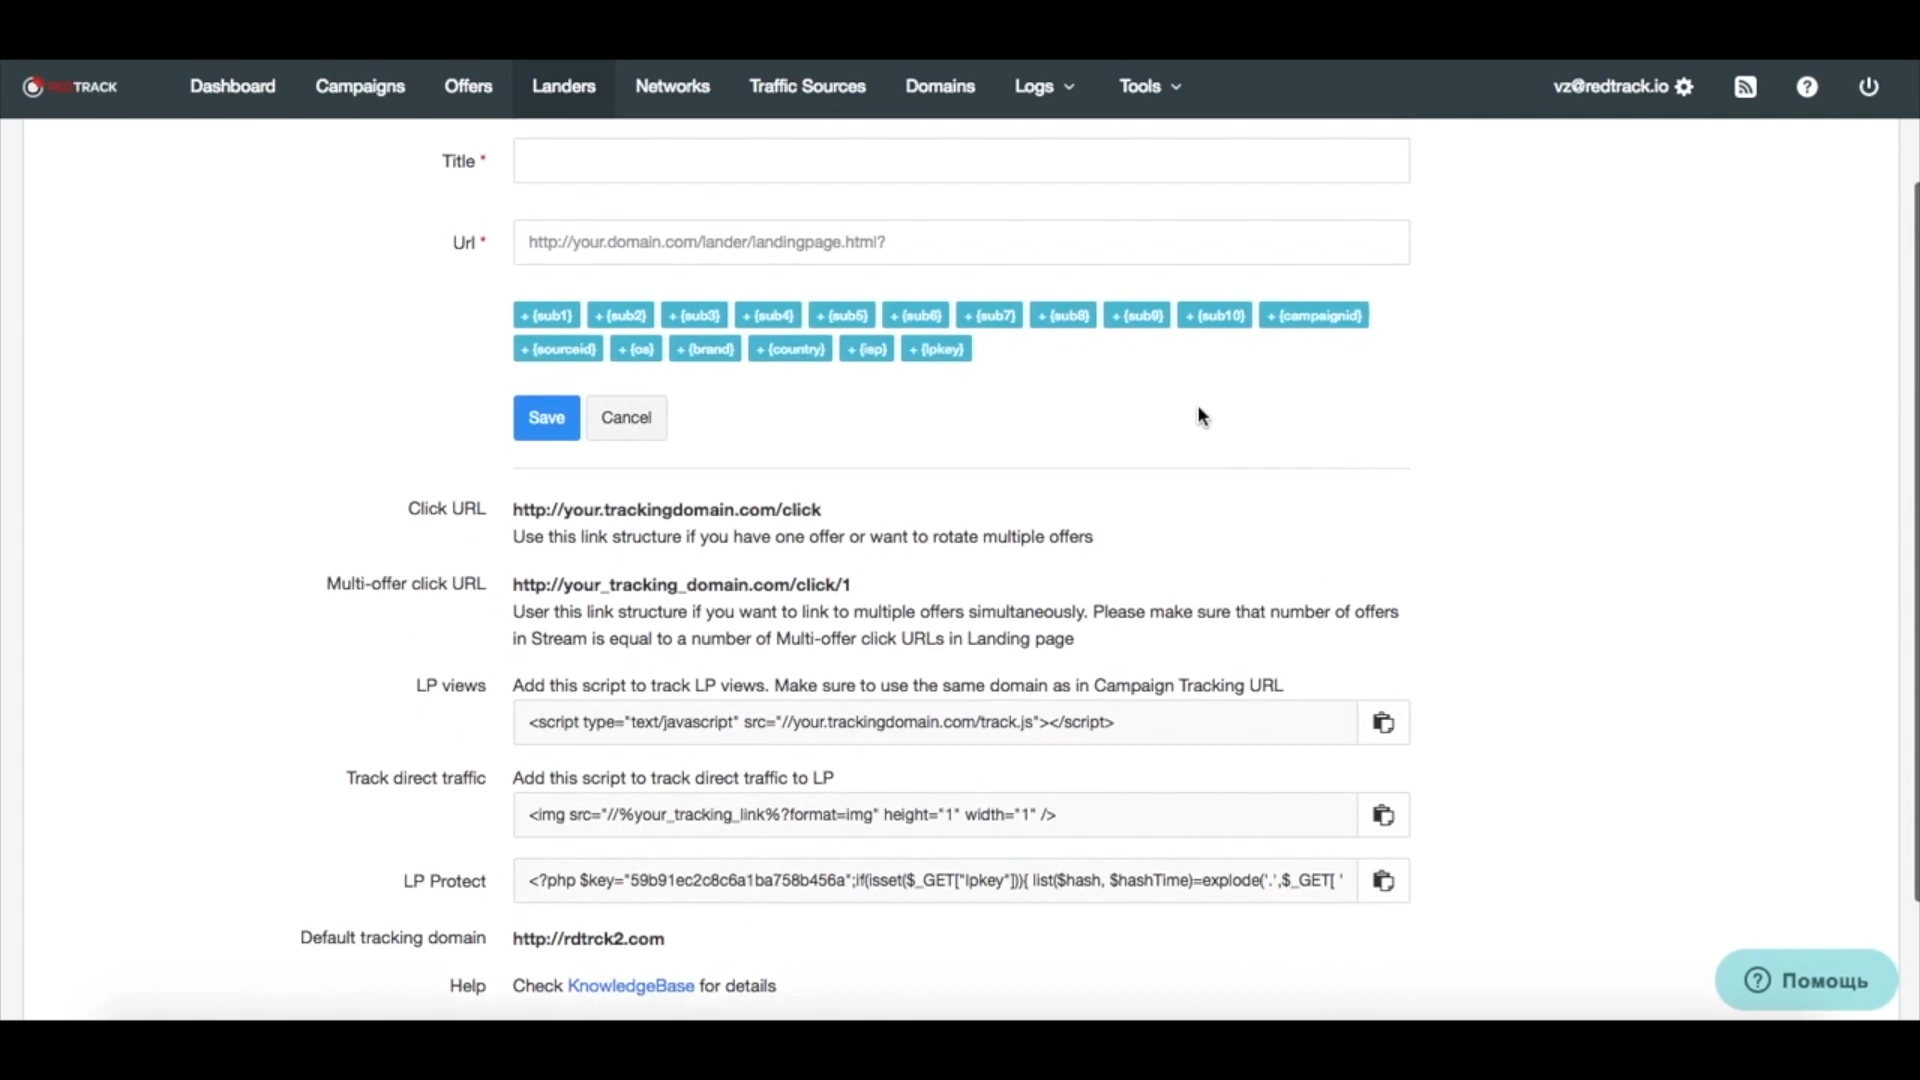 REDTRACK Dashboard Campaigns Offers Landers Networks Traffic Sources Domains Logs Tools vz@redtrack.io
Title *
Url * http://your.domain.com/lander/landingpage.html?
+ {sub1} + {sub2} + {sub3} + {sub4} + {sub5} + {sub6} + {sub7} + {sub8} + {sub9} + {sub10} + {campaignid}
+ {sourceid} + {os} + {brand} + {country} + {isp} + {lpkey}
Save Cancel
Click URL http://your.trackingdomain.com/click
Use this link structure if you have one offer or want to rotate multiple offers
Multi-offer click URL http://your_tracking_domain.com/click/1
User this link structure if you want to link to multiple offers simultaneously. Please make sure that number of offers
in Stream is equal to a number of Multi-offer click URLs in Landing page
LP views Add this script to track LP views. Make sure to use the same domain as in Campaign Tracking URL
<script type="text/javascript" src="//your.trackingdomain.com/track.js"></script>
Track direct traffic Add this script to track direct traffic to LP
<img src="//%your_tracking_link%?format=img" height="1" width="1" />
LP Protect <?php $key="59b91ec2c8c6a1ba758b456a";if(isset($_GET["lpkey"])){ list($hash, $hashTime)=explode('.',$_GET[ '
Default tracking domain http://rdtrck2.com
Help Check KnowledgeBase for details
Помощь